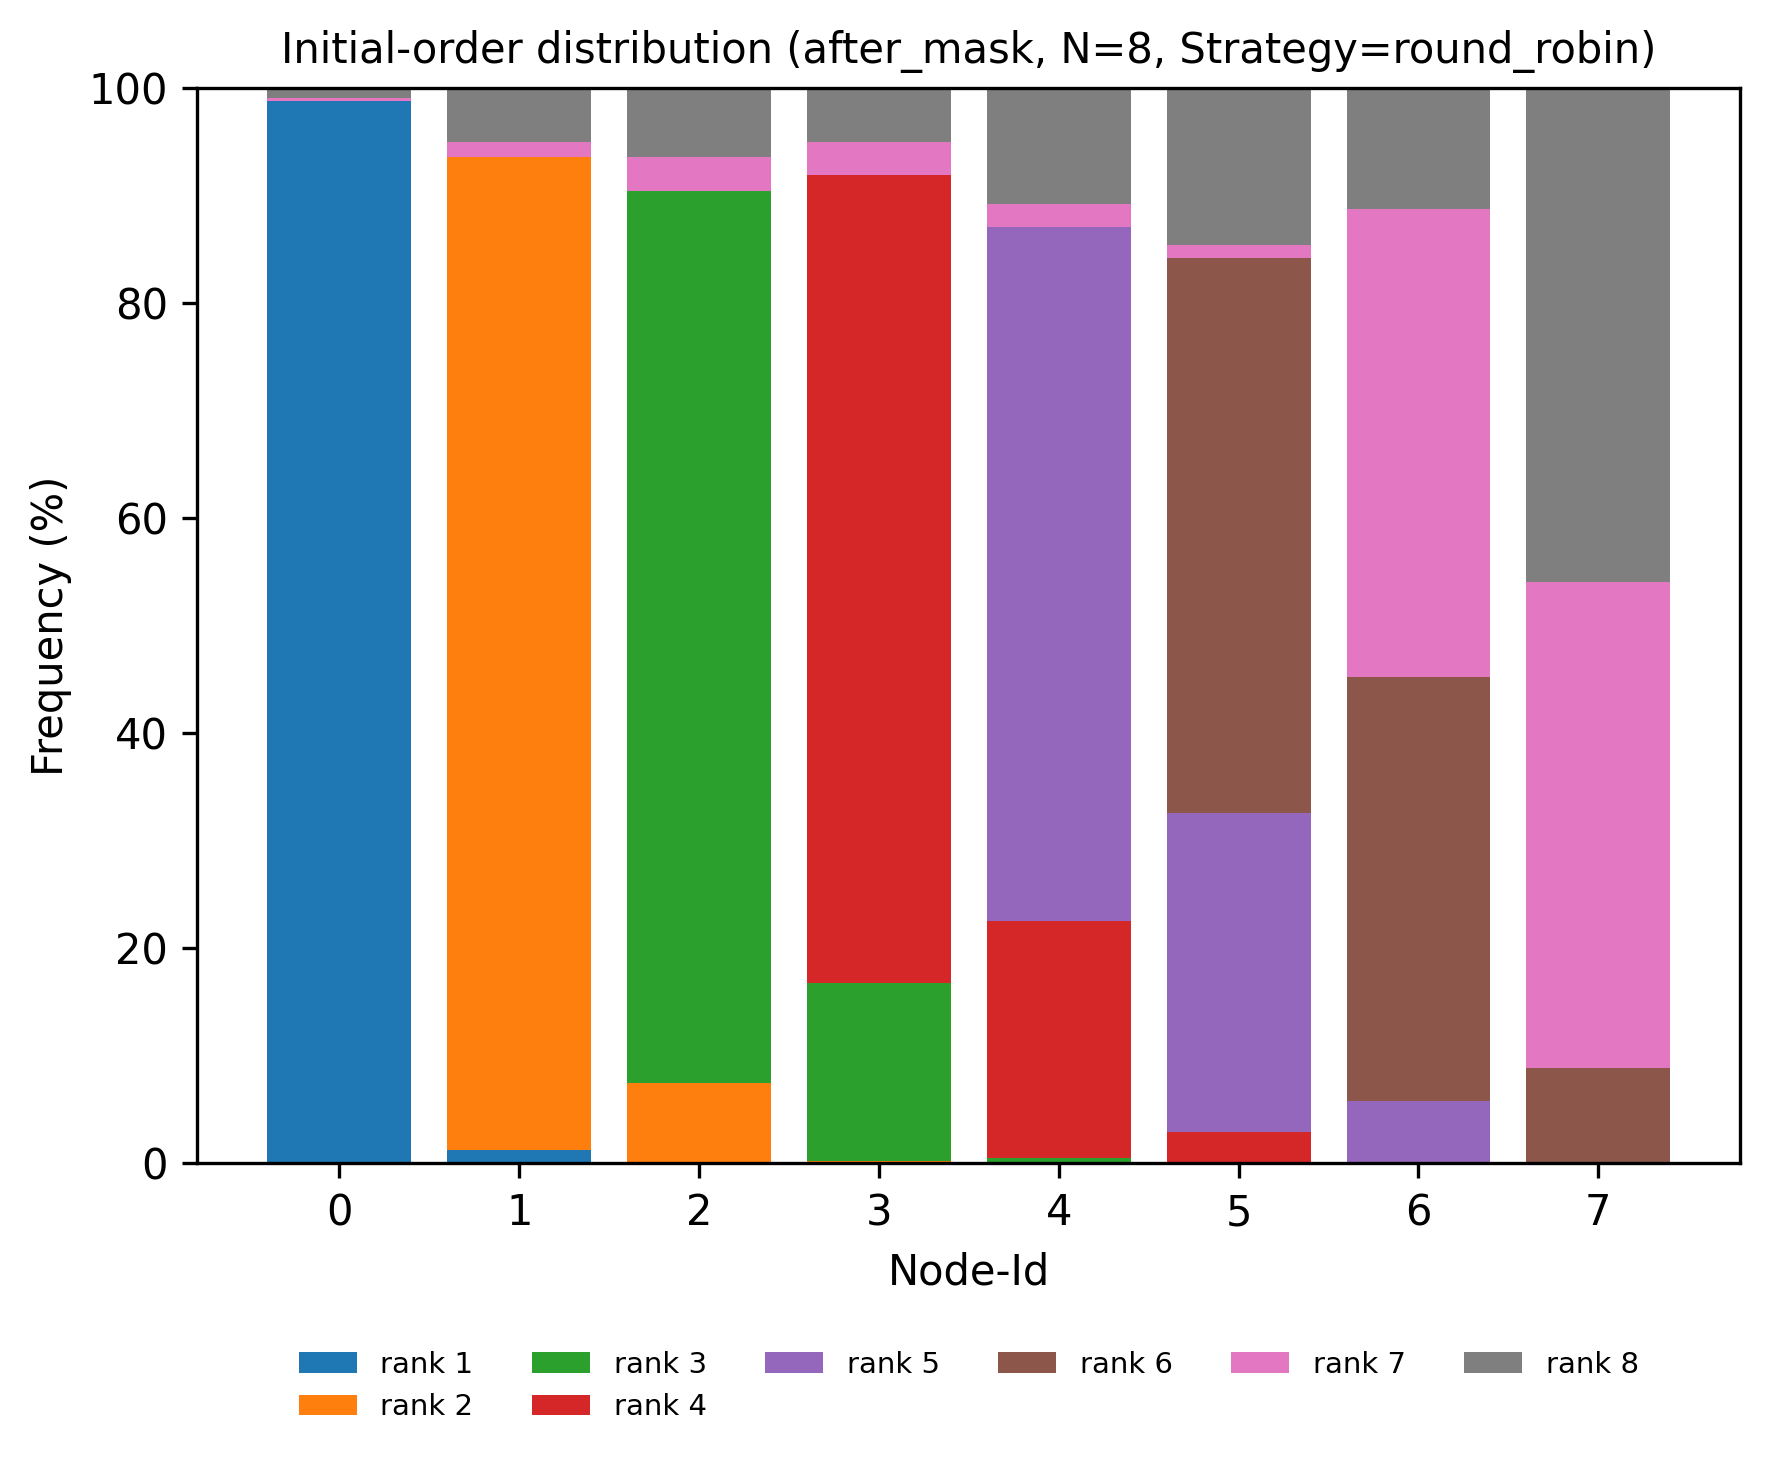 Initial-order distribution (after_mask, N=8, Strategy=round_robin)
100
80
60
40
20
0
Frequency (%)
0 1 2 3 4 5 6 7
Node-Id
rank 1 rank 3 rank 5 rank 6 rank 7 rank 8
rank 2 rank 4